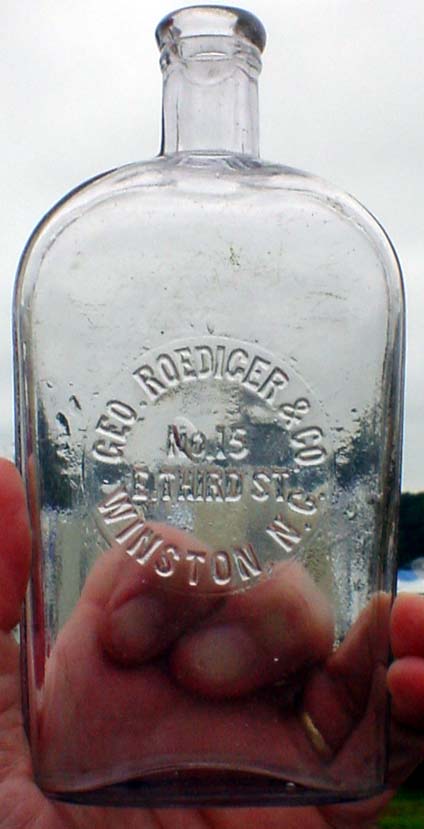 GEO. ROEDIGER & CO
No. 15
E. THIRD ST.
WINSTON, N.C.